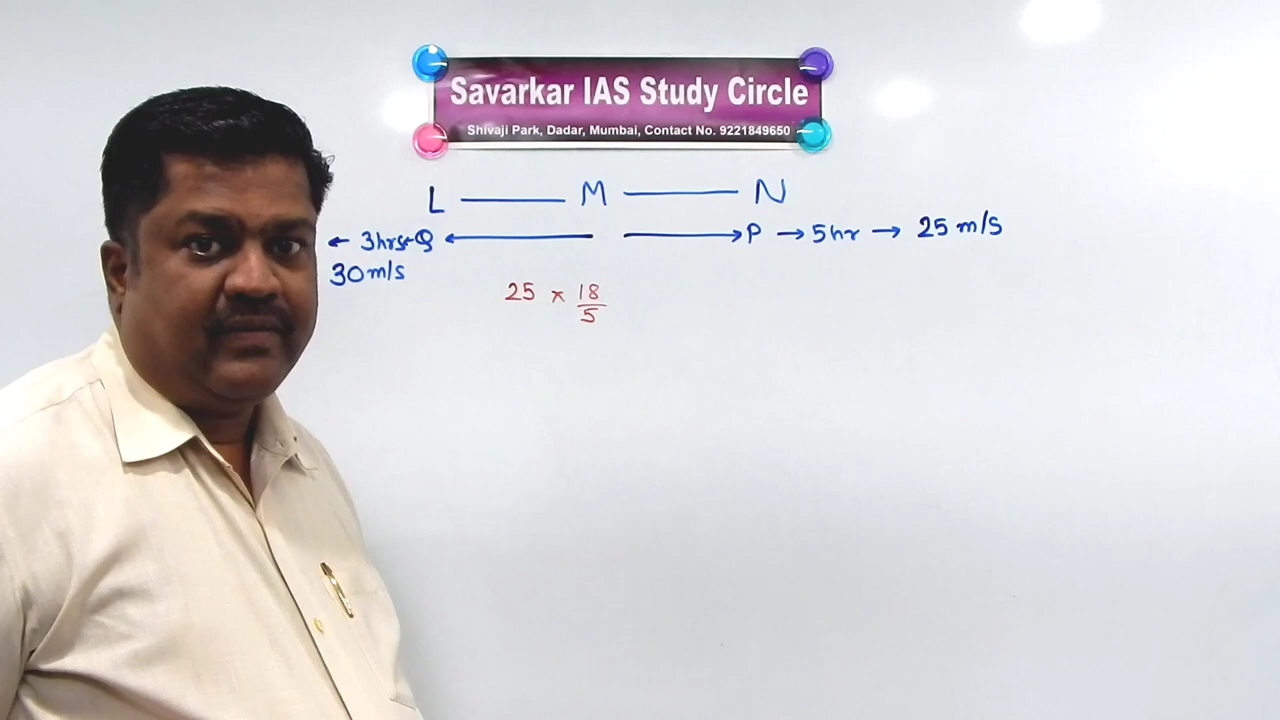 Savarkar IAS Study Circle
Shivaji Park, Dadar, Mumbai, Contact No. 9221849650
L —— M —— N
← 3hrs ← Q ← → P → 5hr → 25 m/s
30 m/s
25 × 18/5